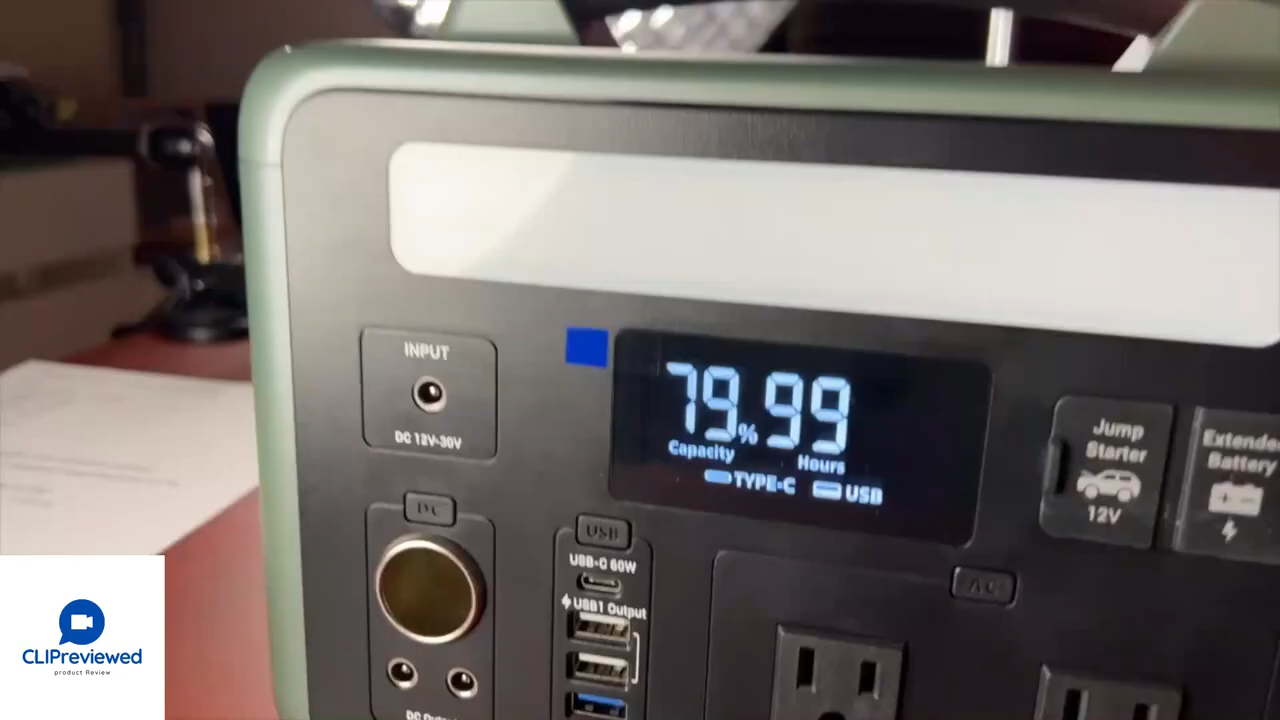 INPUT
DC 12V-30V
79% 99
Capacity Hours
TYPE-C USB
Jump
Starter
12V
Battery
DC
USB
USB-C 60W
USB1 Output
AC
CLIPreviewed
product Review